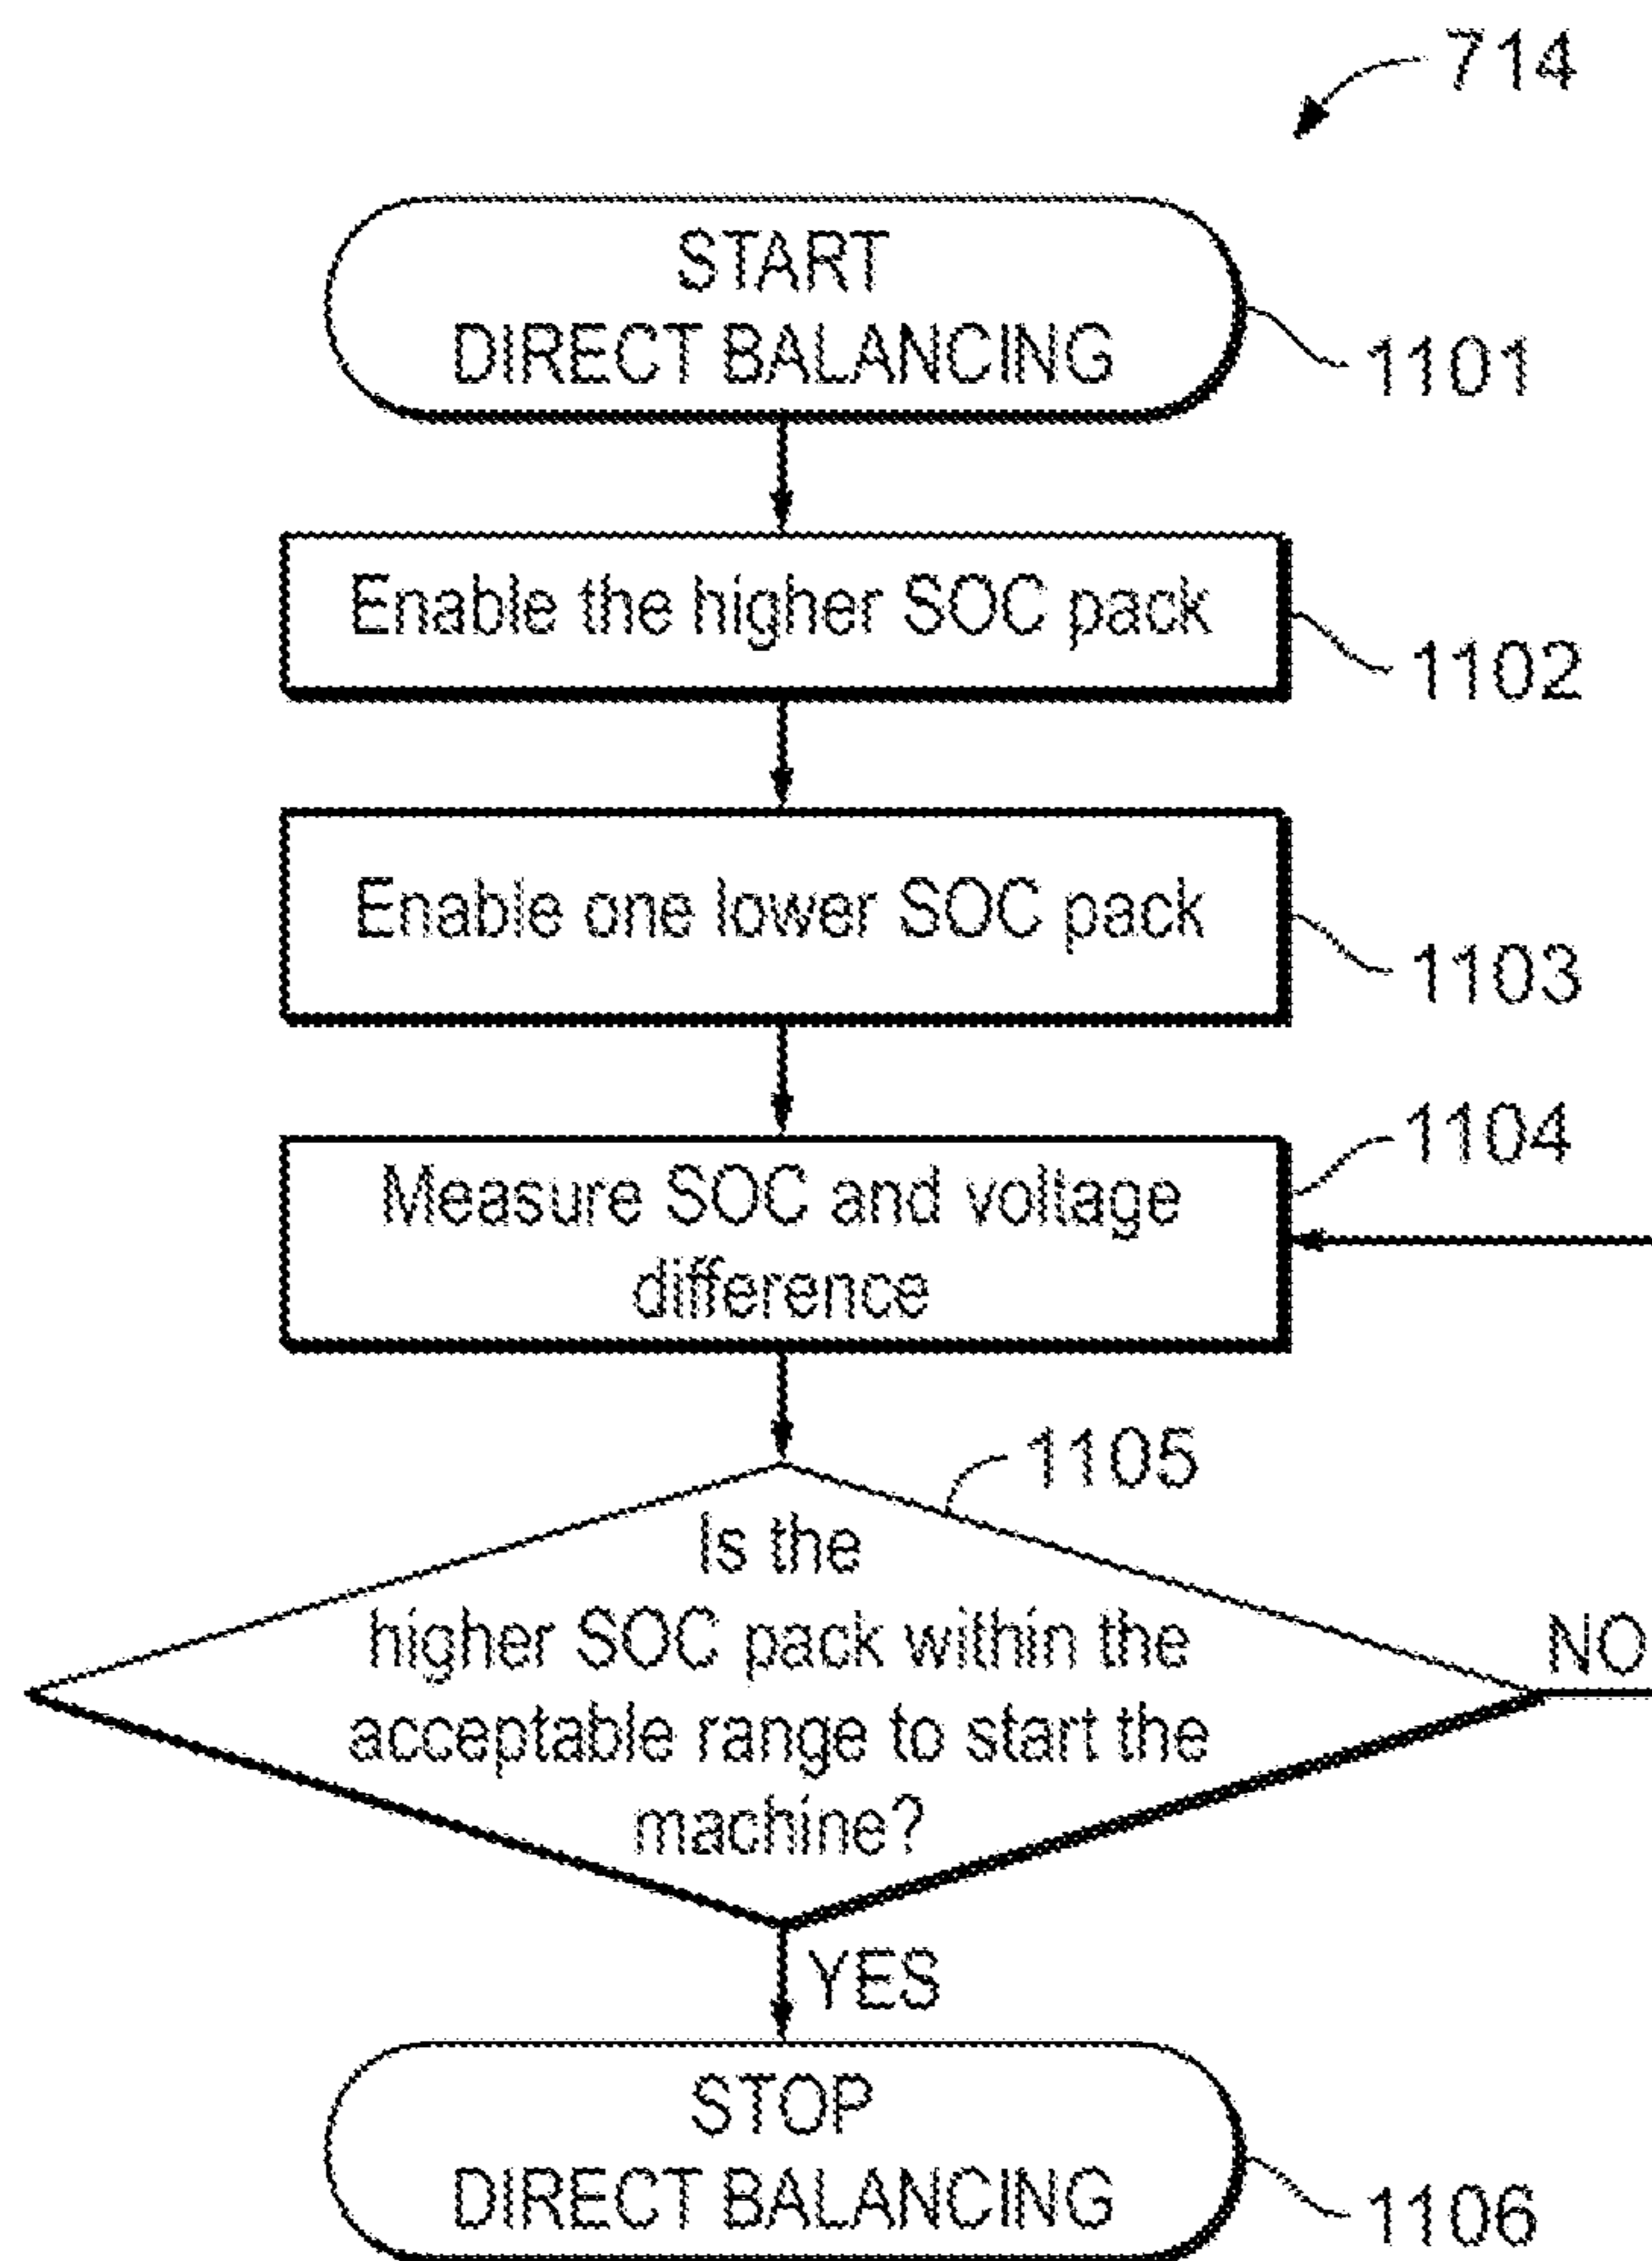 714
START
DIRECT BALANCING
1101
Enable the higher SOC pack
1102
Enable one lower SOC pack
1103
1104
Measure SOC and voltage
difference
1105
Is the
higher SOC pack within the
acceptable range to start the
machine?
NO
YES
STOP
DIRECT BALANCING
1106